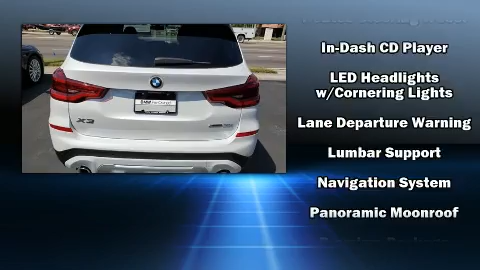 In-Dash CD Player
LED Headlights
w/Cornering Lights
Lane Departure Warning
Lumbar Support
Navigation System
Panoramic Moonroof
X3